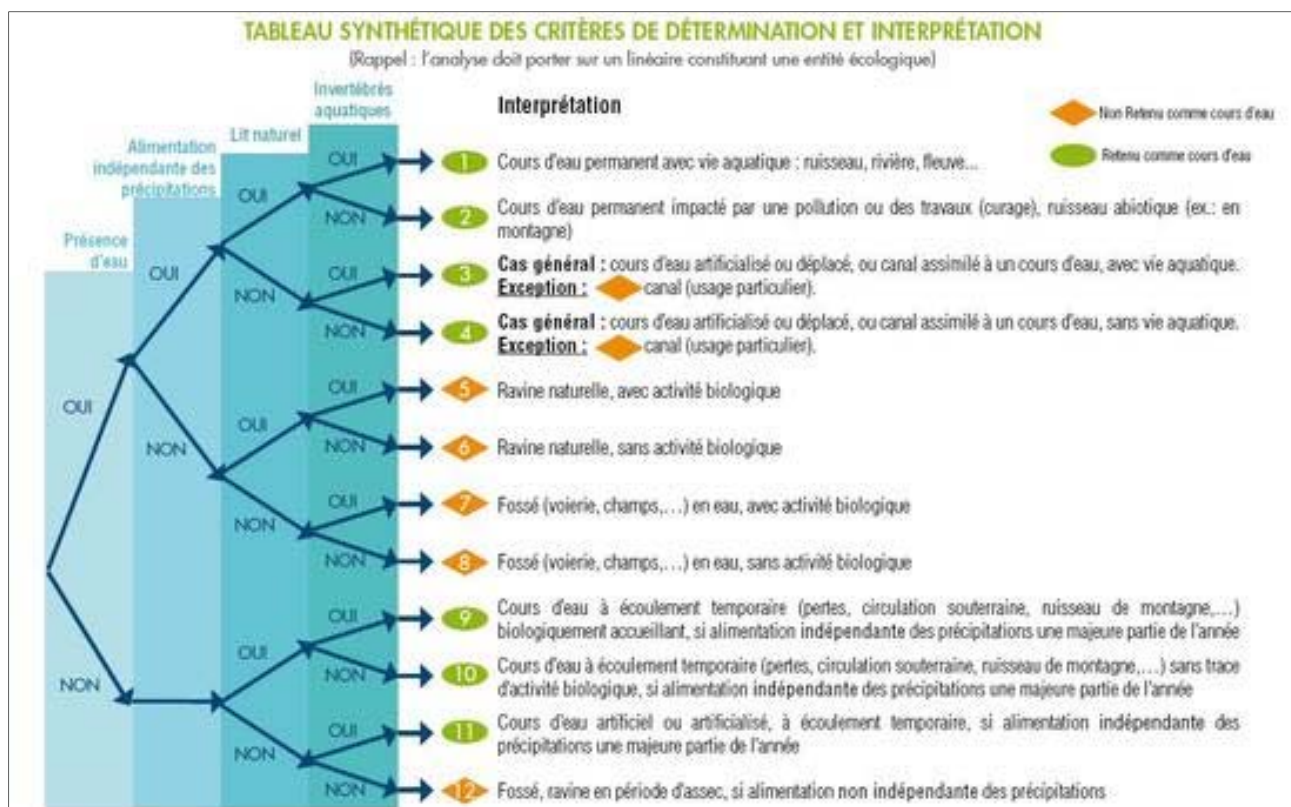 TABLEAU SYNTHÉTIQUE DES CRITÈRES DE DÉTERMINATION ET INTERPRÉTATION
(Rappel : l'analyse doit porter sur un linéaire constituant une entité écologique)
Présence
d'eau
Alimentation
indépendante des
précipitations
Lit naturel
Invertébrés
aquatiques
Interprétation
Non Retenu comme cours d'eau
Retenu comme cours d'eau
OUI
NON
OUI
NON
OUI
NON
OUI
NON
OUI
NON
OUI
NON
OUI 1 Cours d'eau permanent avec vie aquatique : ruisseau, rivière, fleuve...
NON 2 Cours d'eau permanent impacté par une pollution ou des travaux (curage), ruisseau abiotique (ex.: en
montagne)
OUI 3 Cas général : cours d'eau artificialisé ou déplacé, ou canal assimilé à un cours d'eau, avec vie aquatique.
Exception : canal (usage particulier).
NON 4 Cas général : cours d'eau artificialisé ou déplacé, ou canal assimilé à un cours d'eau, sans vie aquatique.
Exception : canal (usage particulier).
OUI 5 Ravine naturelle, avec activité biologique
NON 6 Ravine naturelle, sans activité biologique
OUI 7 Fossé (voierie, champs,...) en eau, avec activité biologique
NON 8 Fossé (voierie, champs,...) en eau, sans activité biologique
OUI 9 Cours d'eau à écoulement temporaire (pertes, circulation souterraine, ruisseau de montagne,...)
biologiquement accueillant, si alimentation indépendante des précipitations une majeure partie de l'année
NON 10 Cours d'eau à écoulement temporaire (pertes, circulation souterraine, ruisseau de montagne,...) sans trace
d'activité biologique, si alimentation indépendante des précipitations une majeure partie de l'année
OUI 11 Cours d'eau artificiel ou artificialisé, à écoulement temporaire, si alimentation indépendante des
précipitations une majeure partie de l'année
NON 12 Fossé, ravine en période d'assec, si alimentation non indépendante des précipitations